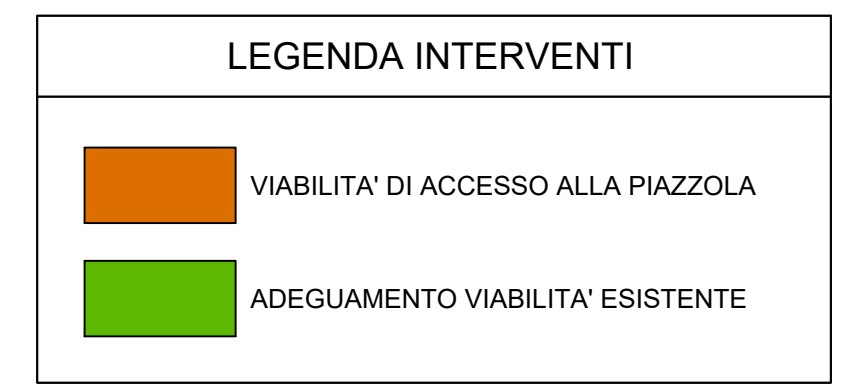 LEGENDA INTERVENTI
VIABILITA' DI ACCESSO ALLA PIAZZOLA
ADEGUAMENTO VIABILITA' ESISTENTE